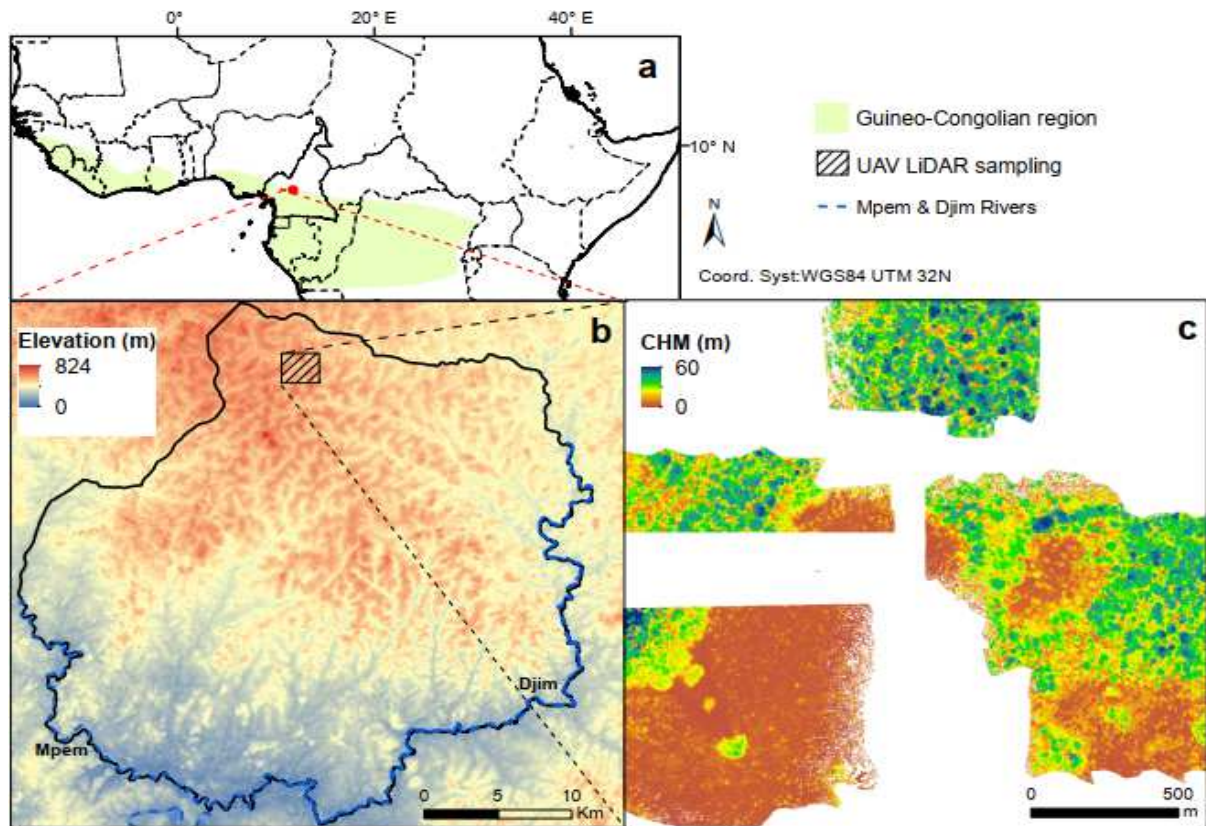 0° 20° E 40° E
a
10° N
Guineo-Congolian region
UAV LiDAR sampling
Mpem & Djim Rivers
N
Coord. Syst:WGS84 UTM 32N
b
Elevation (m)
824
0
Djim
Mpem
0 5 10
Km
c
CHM (m)
60
0
0 500
m